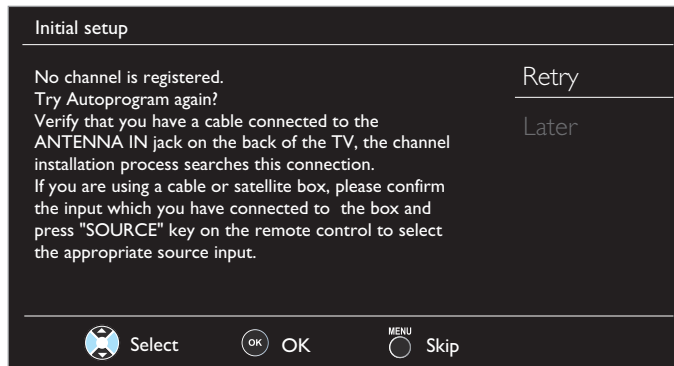 Initial setup
No channel is registered.
Try Autoprogram again?
Verify that you have a cable connected to the
ANTENNA IN jack on the back of the TV, the channel
installation process searches this connection.
If you are using a cable or satellite box, please confirm
the input which you have connected to the box and
press "SOURCE" key on the remote control to select
the appropriate source input.
Retry
Later
Select
OK OK
MENU
Skip